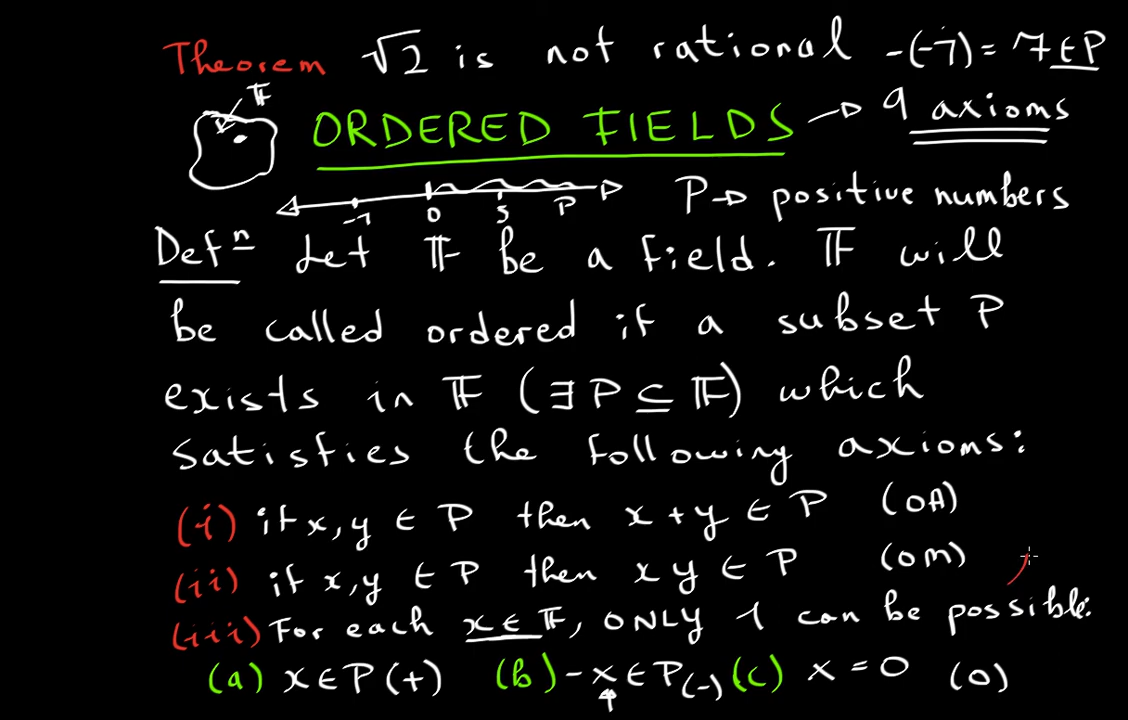 Theorem √2 is not rational -(-7) = 7 ∈ P
F
ORDERED FIELDS → 9 axioms
-7 0 5 P P → positive numbers
Defⁿ Let F be a field. F will
be called ordered if a subset P
exists in F (∃ P ⊆ F) which
satisfies the following axioms:
(i) if x, y ∈ P then x + y ∈ P (OA)
(ii) if x, y ∈ P then x y ∈ P (OM)
(iii) For each x ∈ F, ONLY 1 can be possible:
(a) x ∈ P (+) (b) -x ∈ P (-) (c) x = 0 (0)